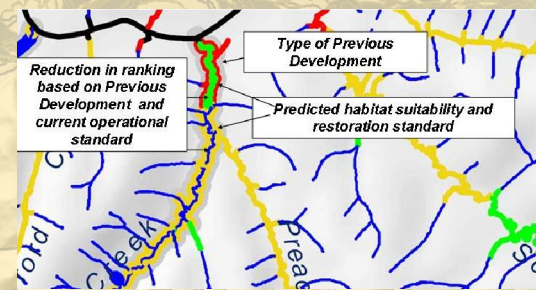 Type of Previous
Development
Reduction in ranking
based on Previous
Development and
current operational
standard
Predicted habitat suitability and
restoration standard
Creek